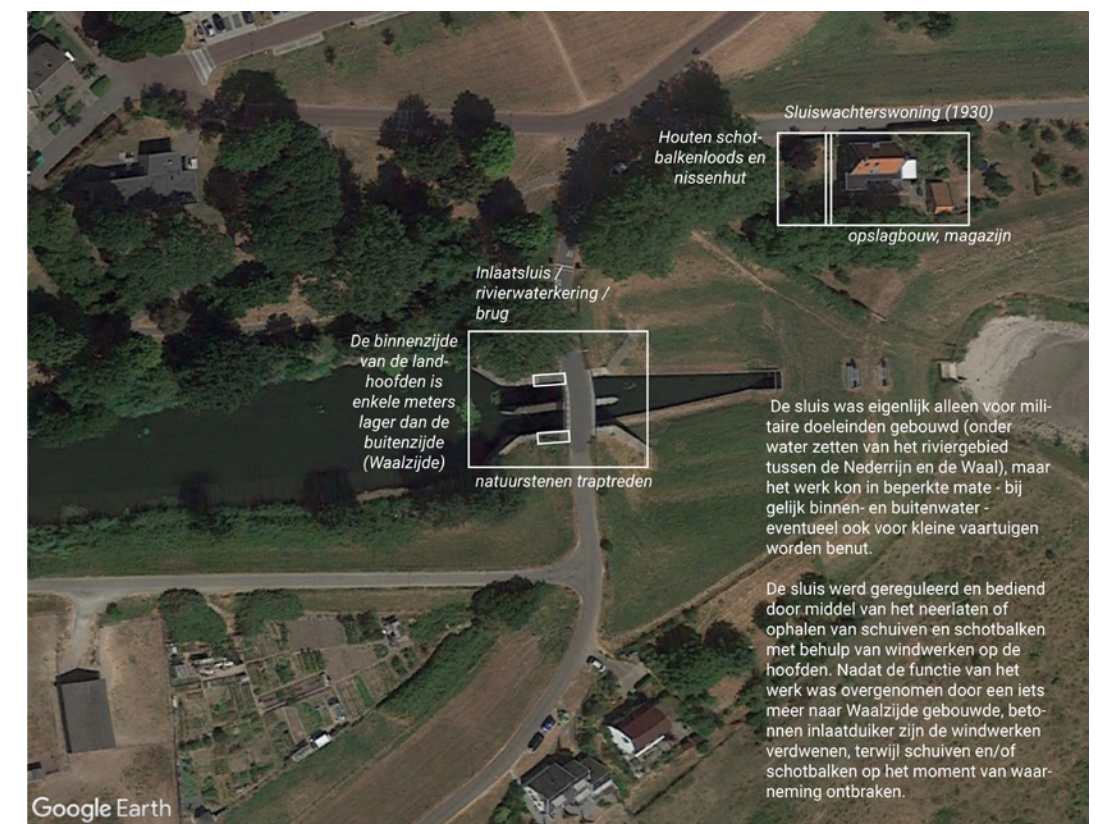 Sluiswachterswoning (1930)
Houten schot-
balkenloods en
nissenhut
opslagbouw, magazijn
Inlaatsluis /
rivierwaterkering /
brug
De binnenzijde
van de land-
hoofden is
enkele meters
lager dan de
buitenzijde
(Waalzijde)
natuurstenen traptreden
De sluis was eigenlijk alleen voor mili-
taire doeleinden gebouwd (onder
water zetten van het riviergebied
tussen de Nederrijn en de Waal), maar
het werk kon in beperkte mate - bij
gelijk binnen- en buitenwater -
eventueel ook voor kleine vaartuigen
worden benut.
De sluis werd gereguleerd en bediend
door middel van het neerlaten of
ophalen van schuiven en schotbalken
met behulp van windwerken op de
hoofden. Nadat de functie van het
werk was overgenomen door een iets
meer naar Waalzijde gebouwde, beto-
nnen inlaatduiker zijn de windwerken
verdwenen, terwijl schuiven en/of
schotbalken op het moment van waar-
neming ontbraken.
Google Earth